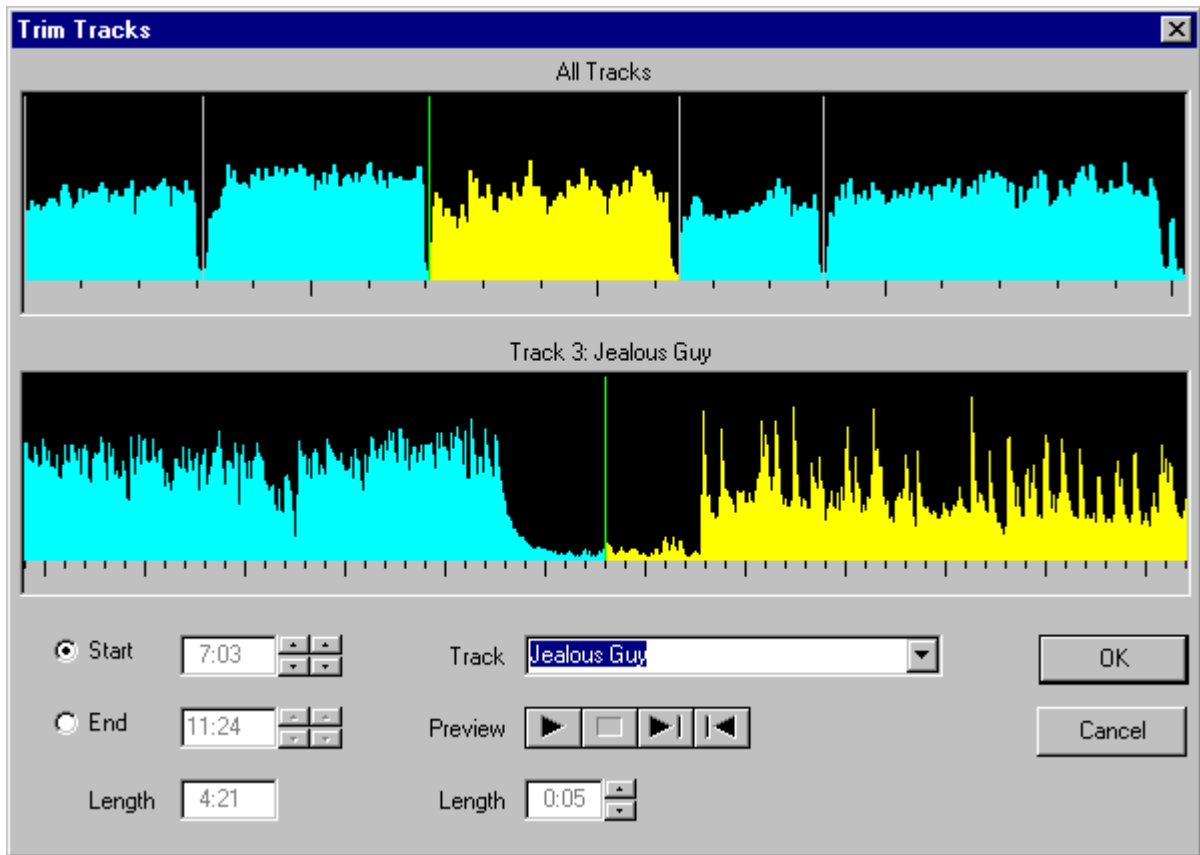 Trim Tracks
All Tracks
Track 3: Jealous Guy
Start 7:03 Track Jealous Guy OK
End 11:24 Preview Cancel
Length 4:21 Length 0:05